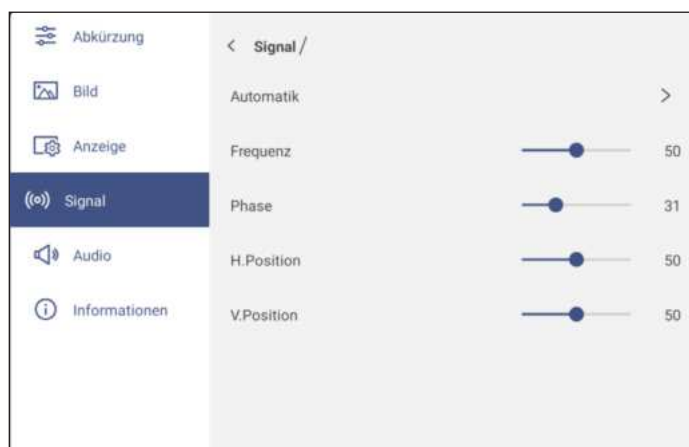 Abkürzung
Bild
Anzeige
Signal
Audio
Informationen
< Signal /
Automatik >
Frequenz 50
Phase 31
H.Position 50
V.Position 50